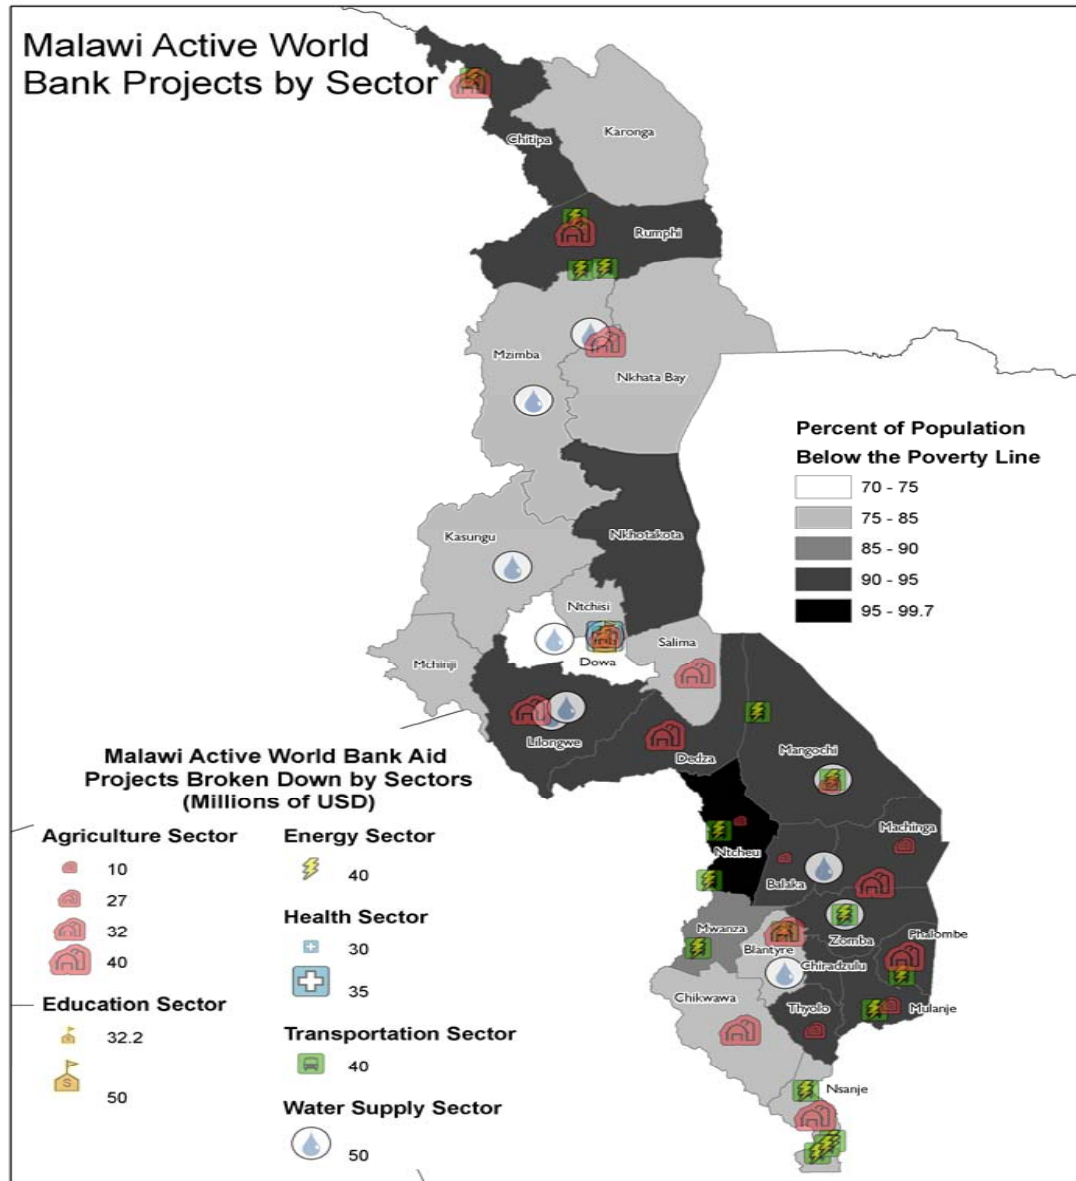 Malawi Active World
Bank Projects by Sector
Karonga
Chitipa
Rumphi
Mzimba
Nkhata Bay
Percent of Population
Below the Poverty Line
70 - 75
75 - 85
85 - 90
90 - 95
95 - 99.7
Nkhotakota
Kasungu
Ntchisi
Salima
Mchinji
Dowa
Lilongwe
Dedza
Mangochi
Machinga
Ntcheu
Balaka
Mwanza
Zomba
Phalombe
Blantyre
Chiradzulu
Chikwawa
Thyolo
Mulanje
Nsanje
Malawi Active World Bank Aid
Projects Broken Down by Sectors
(Millions of USD)
Agriculture Sector
10
27
32
40
Education Sector
32.2
S
50
Energy Sector
40
Health Sector
30
35
Transportation Sector
40
Water Supply Sector
50